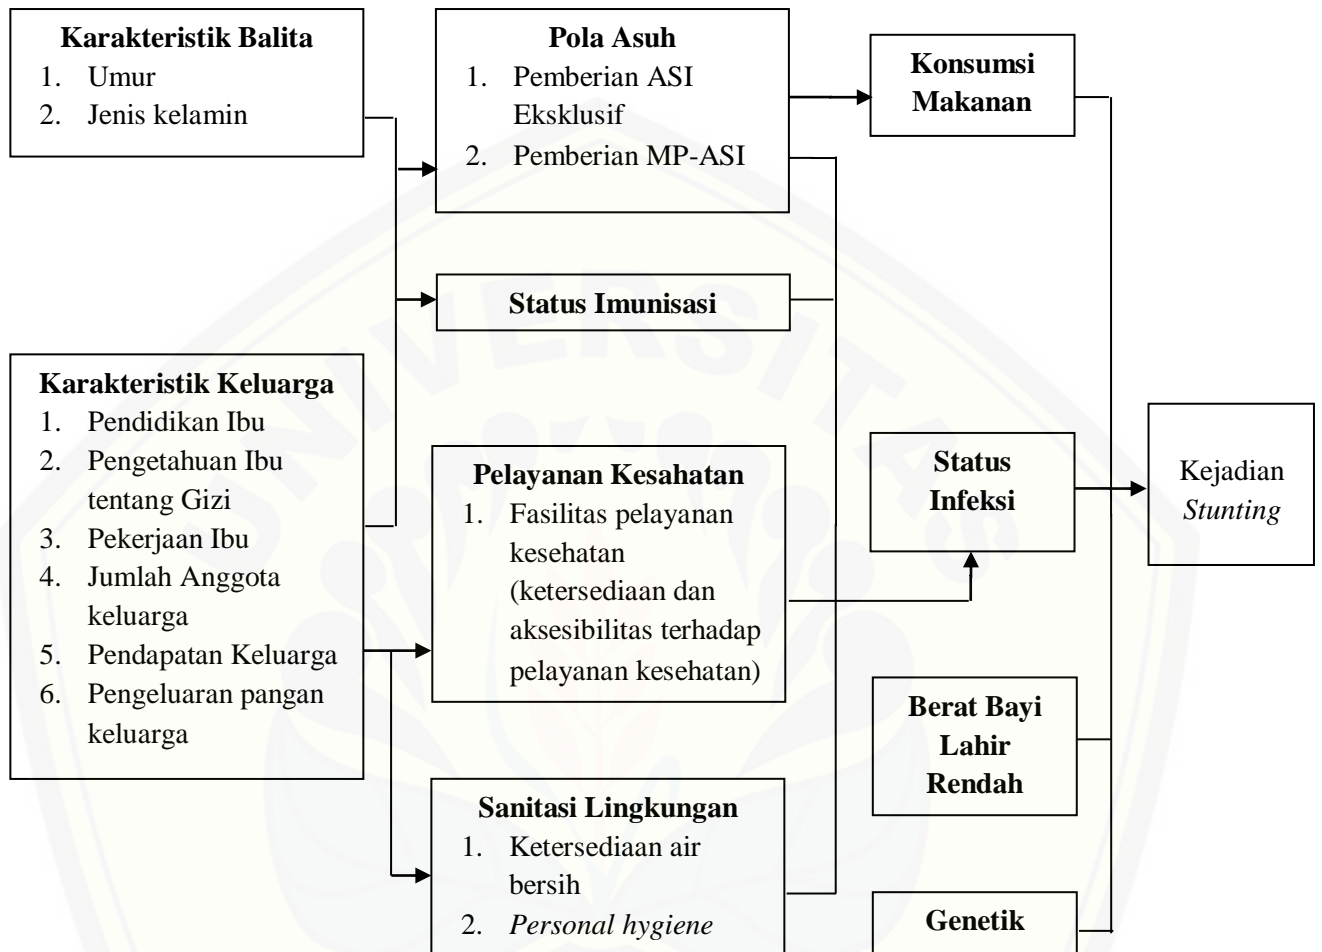 Karakteristik Balita
1. Umur
2. Jenis kelamin
Pola Asuh
1. Pemberian ASI
Eksklusif
2. Pemberian MP-ASI
Konsumsi
Makanan
Status Imunisasi
Karakteristik Keluarga
1. Pendidikan Ibu
2. Pengetahuan Ibu
tentang Gizi
3. Pekerjaan Ibu
4. Jumlah Anggota
keluarga
5. Pendapatan Keluarga
6. Pengeluaran pangan
keluarga
Pelayanan Kesahatan
1. Fasilitas pelayanan
kesehatan
(ketersediaan dan
aksesibilitas terhadap
pelayanan kesehatan)
Status
Infeksi
Kejadian
Stunting
Berat Bayi
Lahir
Rendah
Sanitasi Lingkungan
1. Ketersediaan air
bersih
2. Personal hygiene
Genetik
UNIVERSITAS